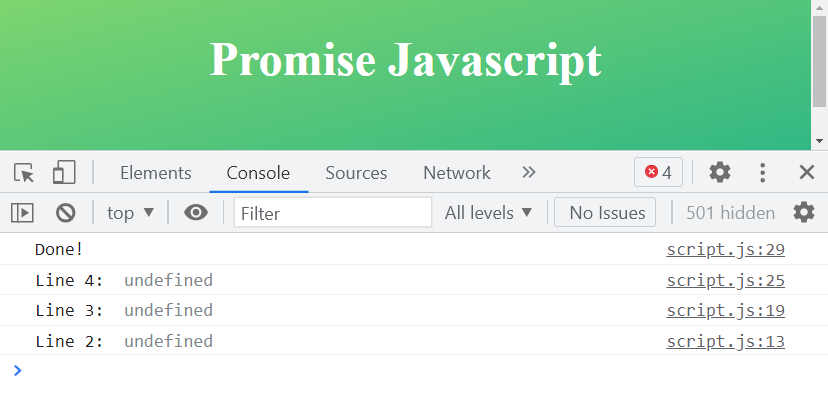 Promise Javascript
Elements Console Sources Network » 4
top ▼ Filter All levels ▼ No Issues 501 hidden
Done! script.js:29
Line 4: undefined script.js:25
Line 3: undefined script.js:19
Line 2: undefined script.js:13